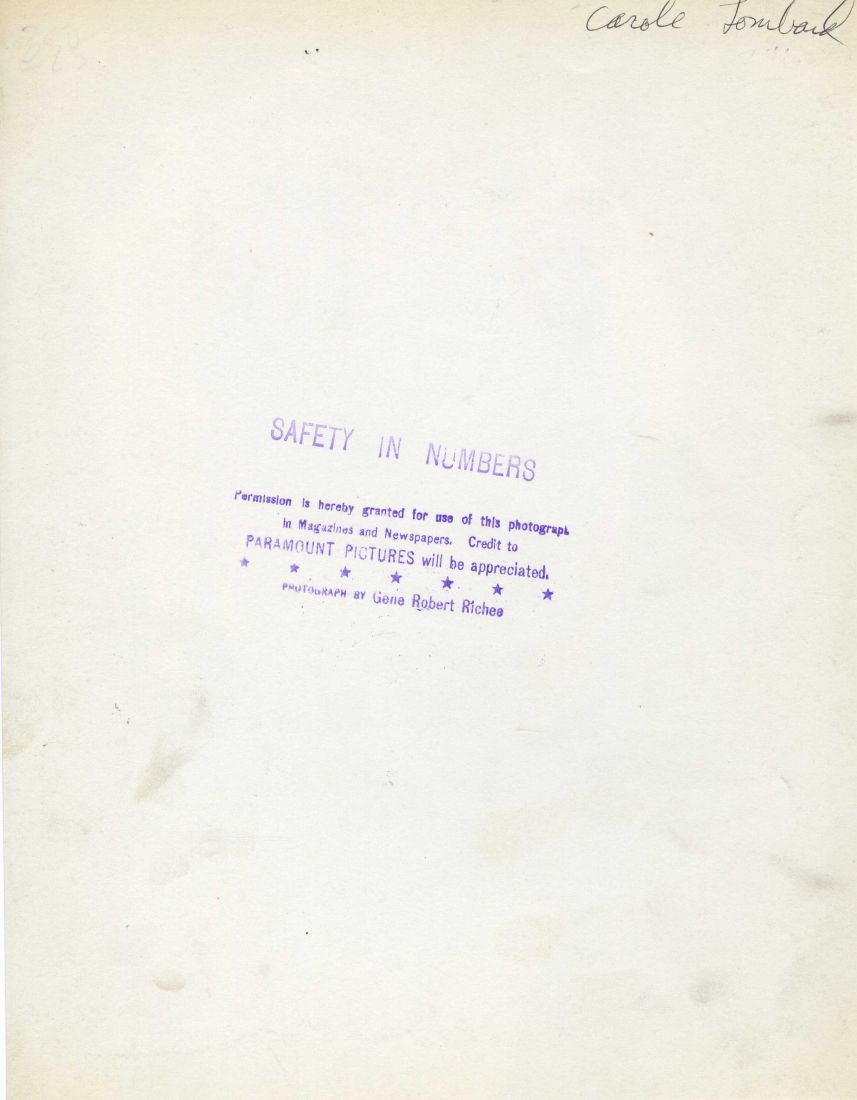 Carole Lombard
SAFETY IN NUMBERS
Permission is hereby granted for use of this photograph
in Magazines and Newspapers. Credit to
PARAMOUNT PICTURES will be appreciated.
★ ★ ★ ★ ★ ★ ★
PHOTOGRAPH BY Gene Robert Richee